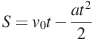 S = v₀t − at²/2